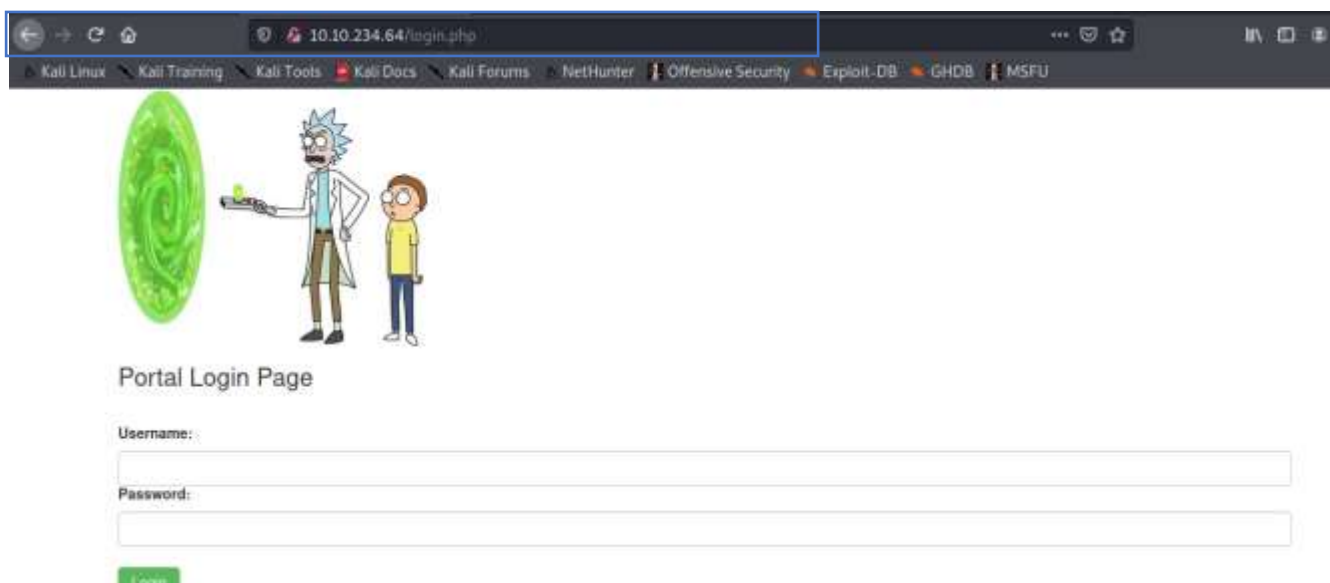 10.10.234.64/login.php
Kali Linux Kali Training Kali Tools Kali Docs Kali Forums NetHunter Offensive Security Exploit-DB GHDB MSFU
Portal Login Page
Username:
Password:
Login